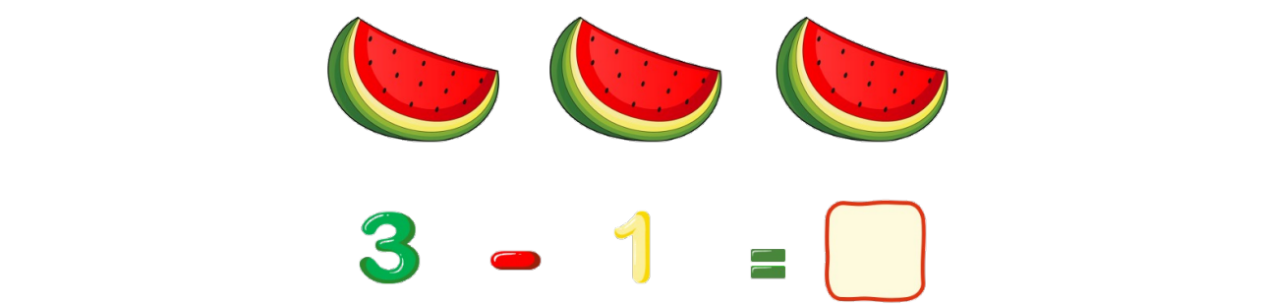 3 - 1 =